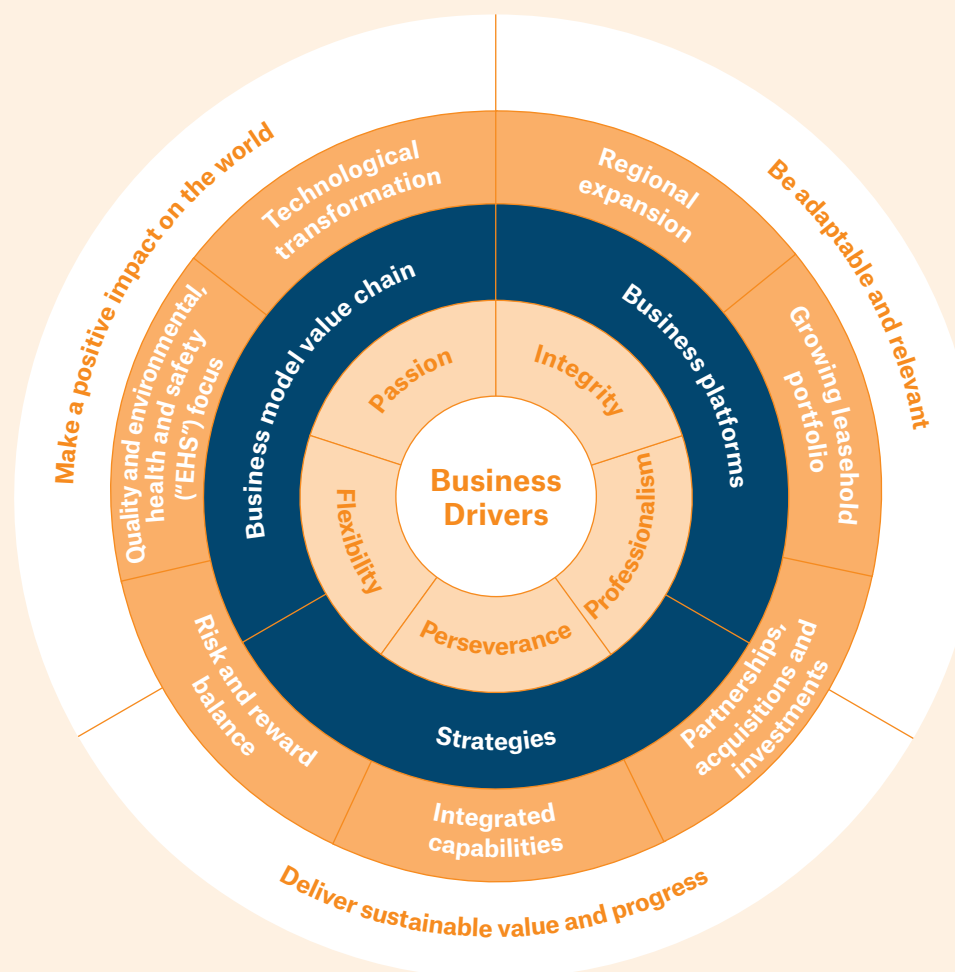 Business
Drivers
Integrity
Professionalism
Perseverance
Flexibility
Passion
Business platforms
Strategies
Business model value chain
Regional
expansion
Growing leasehold
portfolio
Partnerships,
acquisitions and
investments
Integrated
capabilities
Risk and reward
balance
Quality and environmental,
health and safety
(“EHS”) focus
Technological
transformation
Be adaptable and relevant
Deliver sustainable value and progress
Make a positive impact on the world